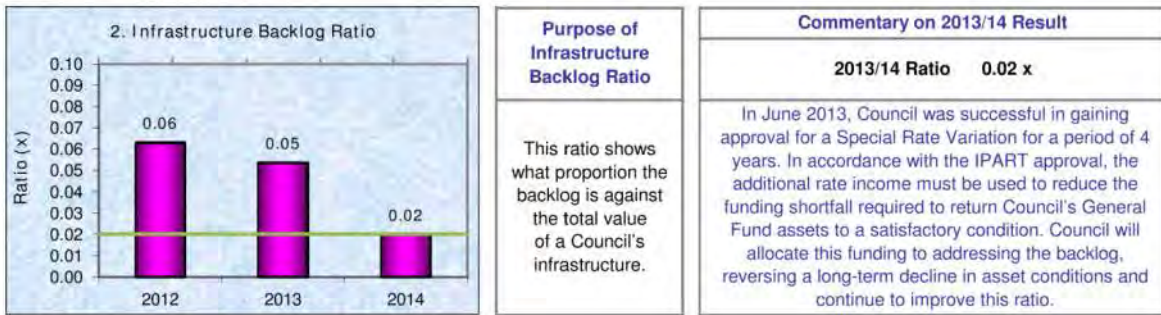 2. Infrastructure Backlog Ratio
Ratio (x)
0.10
0.09
0.08
0.07
0.06
0.05
0.04
0.03
0.02
0.01
0.00
0.06
0.05
0.02
2012
2013
2014
Purpose of
Infrastructure
Backlog Ratio
This ratio shows
what proportion the
backlog is against
the total value
of a Council's
infrastructure.
Commentary on 2013/14 Result
2013/14 Ratio 0.02 x
In June 2013, Council was successful in gaining
approval for a Special Rate Variation for a period of 4
years. In accordance with the IPART approval, the
additional rate income must be used to reduce the
funding shortfall required to return Council's General
Fund assets to a satisfactory condition. Council will
allocate this funding to addressing the backlog,
reversing a long-term decline in asset conditions and
continue to improve this ratio.